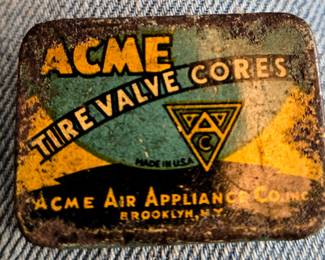 ACME
TIRE VALVE CORES
A
C
MADE IN U.S.A
ACME AIR APPLIANCE CO. INC
BROOKLYN, N.Y.